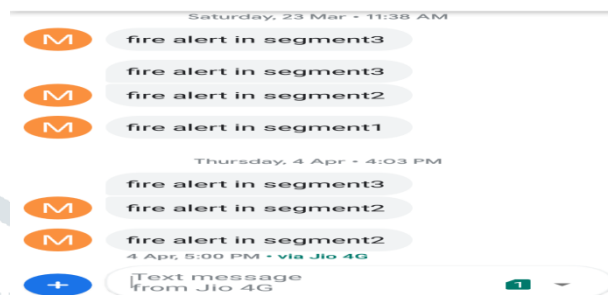 Saturday, 23 Mar • 11:38 AM
M fire alert in segment3
fire alert in segment3
M fire alert in segment2
M fire alert in segment1
Thursday, 4 Apr • 4:03 PM
fire alert in segment3
M fire alert in segment2
M fire alert in segment2
4 Apr, 5:00 PM • via Jio 4G
+ Text message
from Jio 4G 1